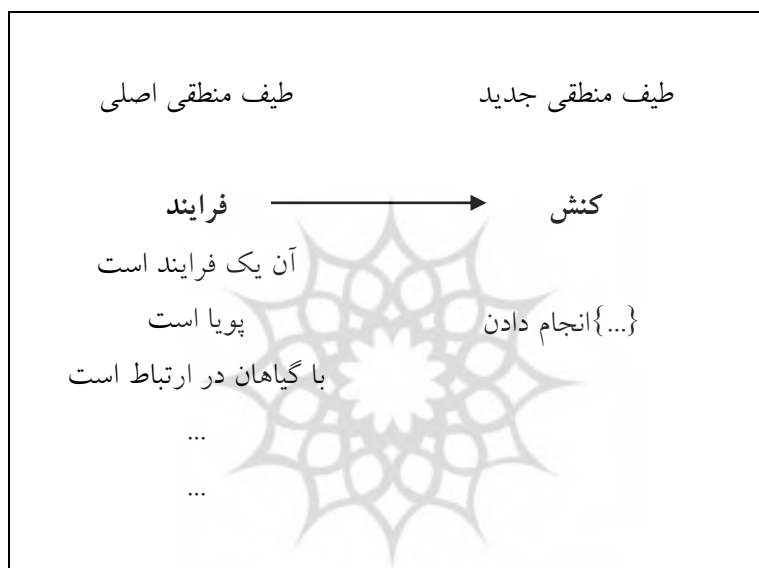 طیف منطقی جدید طیف منطقی اصلی
کنش فرایند
آن یک فرایند است
{...}انجام دادن پویا است
با گیاهان در ارتباط است
...
...